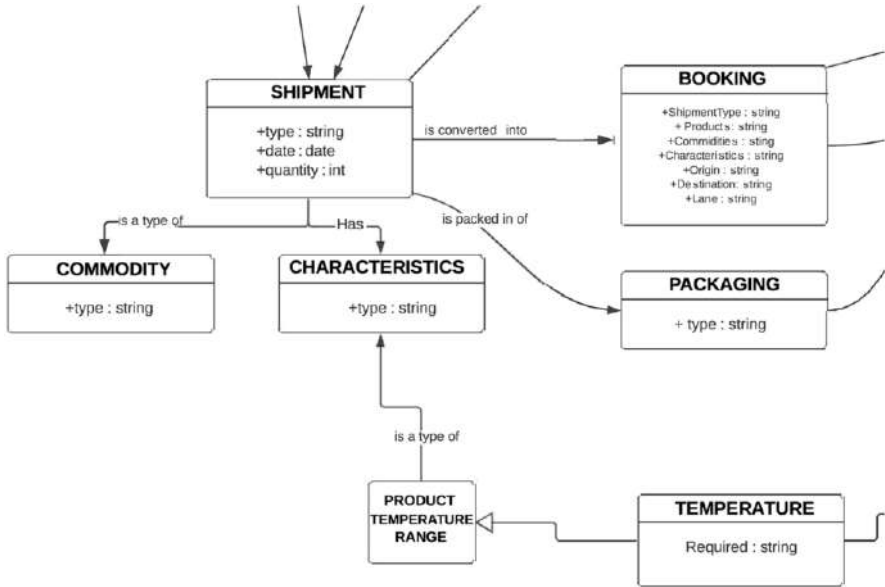 SHIPMENT
+type : string
+date : date
+quantity : int
is converted into
BOOKING
+ShipmentType : string
+ Products : string
+Commidities : sting
+Characteristics : string
+Origin : string
+Destination: string
+Lane : string
is a type of
Has
is packed in of
COMMODITY
+type : string
CHARACTERISTICS
+type : string
PACKAGING
+ type : string
is a type of
PRODUCT
TEMPERATURE
RANGE
TEMPERATURE
Required : string